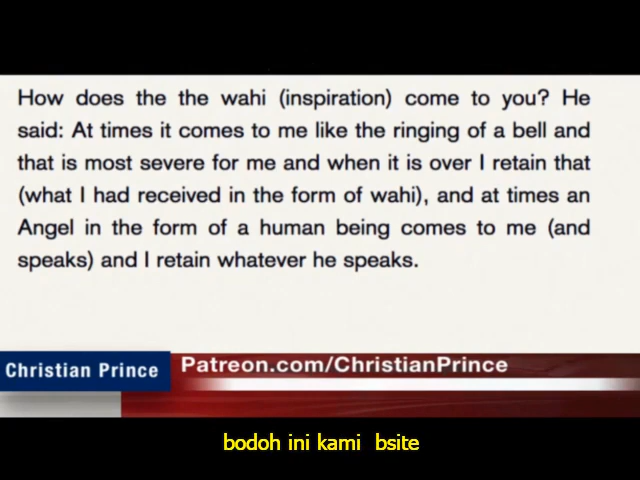 How does the the wahi (inspiration) come to you? He
said: At times it comes to me like the ringing of a bell and
that is most severe for me and when it is over I retain that
(what I had received in the form of wahi), and at times an
Angel in the form of a human being comes to me (and
speaks) and I retain whatever he speaks.
Christian Prince
Patreon.com/ChristianPrince
bodoh ini kami  bsite